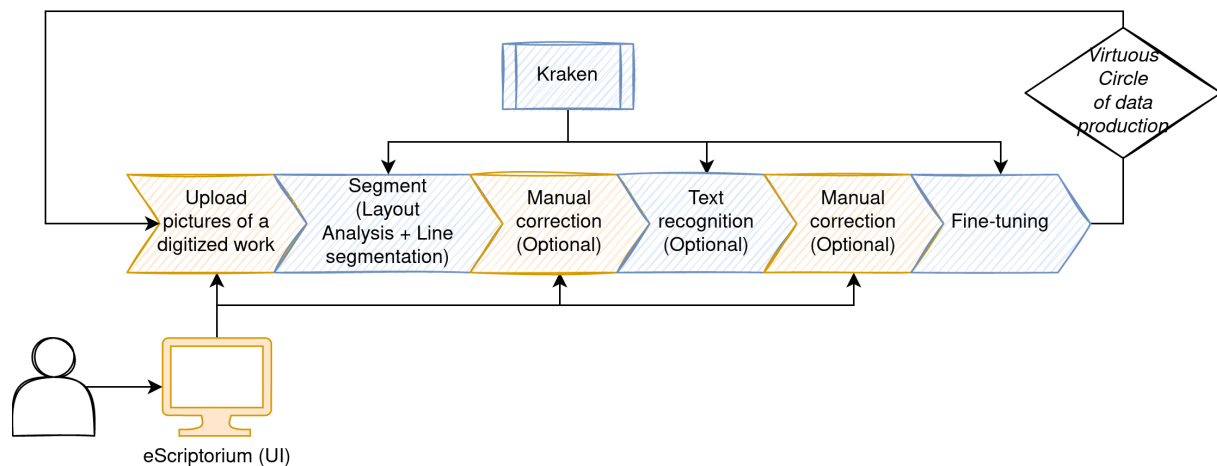 Virtuous
Circle
of data
production
Kraken
Upload
pictures of a
digitized work
Segment
(Layout
Analysis + Line
segmentation)
Manual
correction
(Optional)
Text
recognition
(Optional)
Manual
correction
(Optional)
Fine-tuning
eScriptorium (UI)